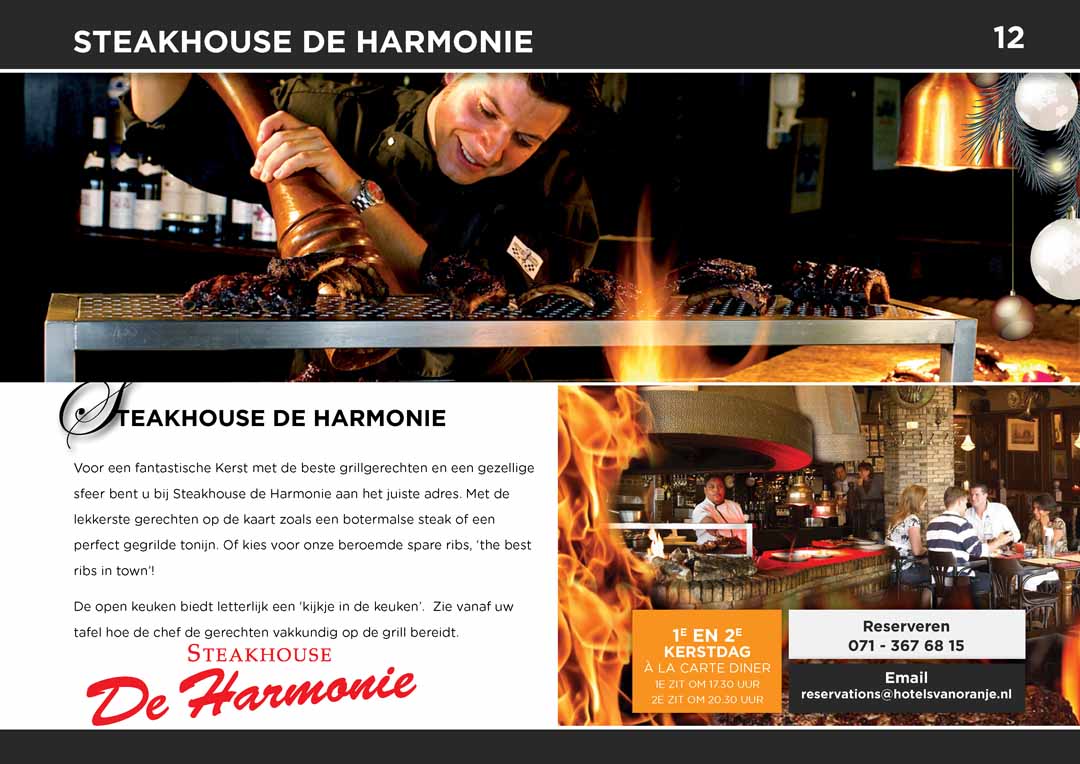 STEAKHOUSE DE HARMONIE
12
STEAKHOUSE DE HARMONIE
Voor een fantastische Kerst met de beste grillgerechten en een gezellige
sfeer bent u bij Steakhouse de Harmonie aan het juiste adres. Met de
lekkerste gerechten op de kaart zoals een botermalse steak of een
perfect gegrilde tonijn. Of kies voor onze beroemde spare ribs, ‘the best
ribs in town’!
De open keuken biedt letterlijk een ‘kijkje in de keuken’. Zie vanaf uw
tafel hoe de chef de gerechten vakkundig op de grill bereidt.
STEAKHOUSE
De Harmonie
1E EN 2E
KERSTDAG
À LA CARTE DINER
1E ZIT OM 17.30 UUR
2E ZIT OM 20:30 UUR
Reserveren
071 - 367 68 15
Email
reservations@hotelsvanoranje.nl